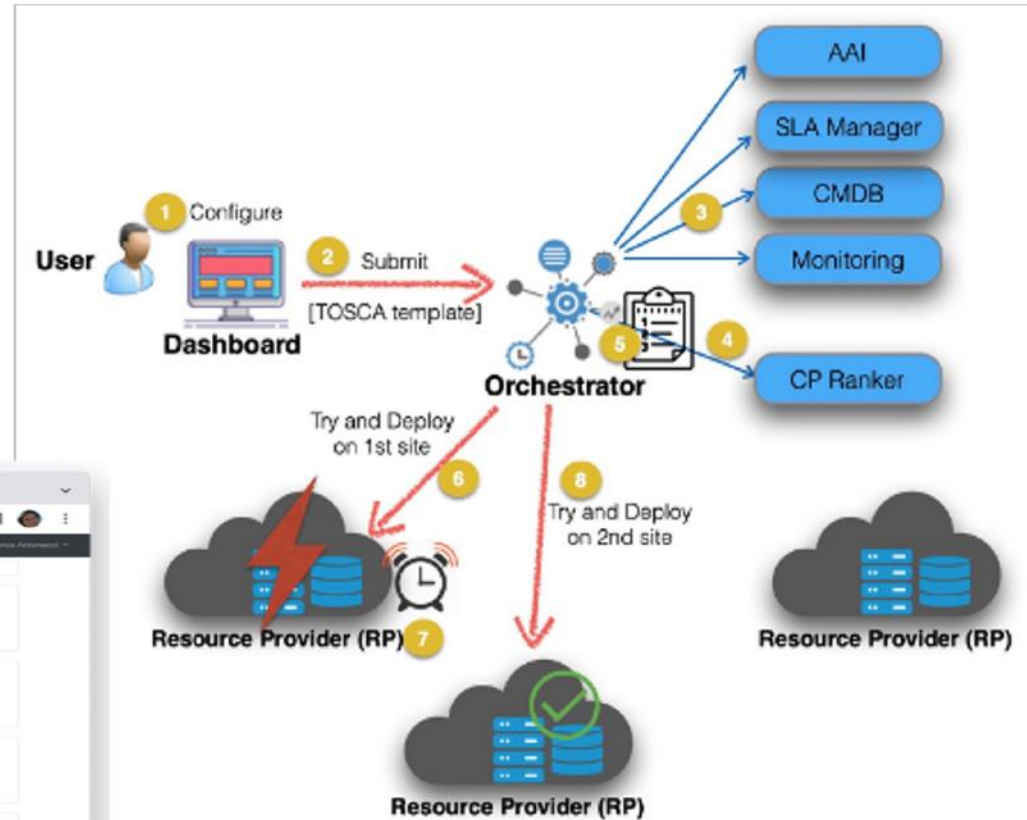 AAI
SLA Manager
CMDB
Monitoring
CP Ranker
3
4
1 Configure
User
Dashboard
2 Submit
[TOSCA template]
5
Orchestrator
Try and Deploy
on 1st site
6
8
Try and Deploy
on 2nd site
Resource Provider (RP)
7
Resource Provider (RP)
Resource Provider (RP)